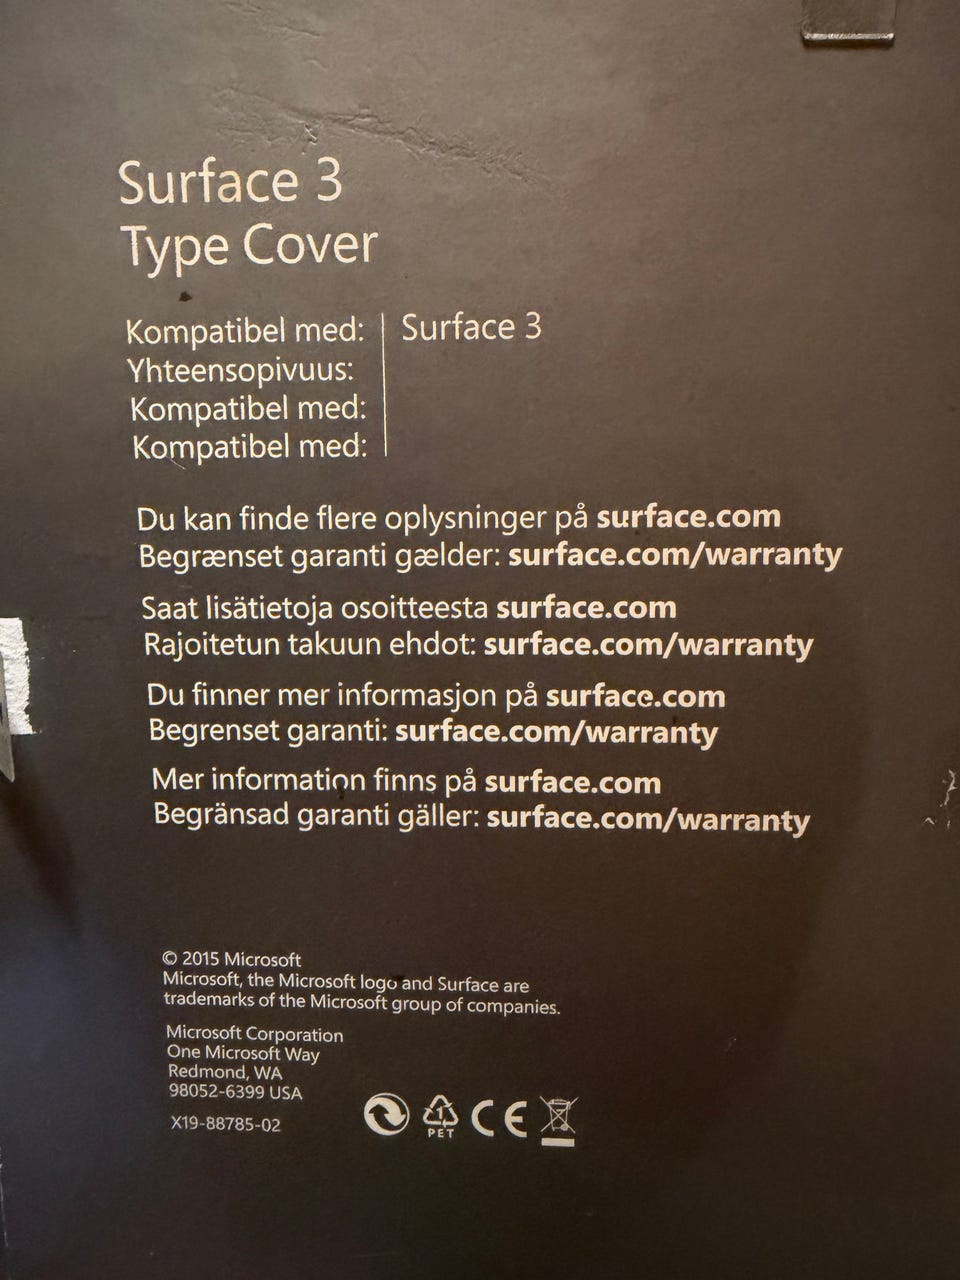 Surface 3
Type Cover
Kompatibel med: Surface 3
Yhteensopivuus:
Kompatibel med:
Kompatibel med:
Du kan finde flere oplysninger på surface.com
Begrænset garanti gælder: surface.com/warranty
Saat lisätietoja osoitteesta surface.com
Rajoitetun takuun ehdot: surface.com/warranty
Du finner mer informasjon på surface.com
Begrenset garanti: surface.com/warranty
Mer information finns på surface.com
Begränsad garanti gäller: surface.com/warranty
© 2015 Microsoft
Microsoft, the Microsoft logo and Surface are
trademarks of the Microsoft group of companies.
Microsoft Corporation
One Microsoft Way
Redmond, WA
98052-6399 USA
X19-88785-02
1
PET
CE